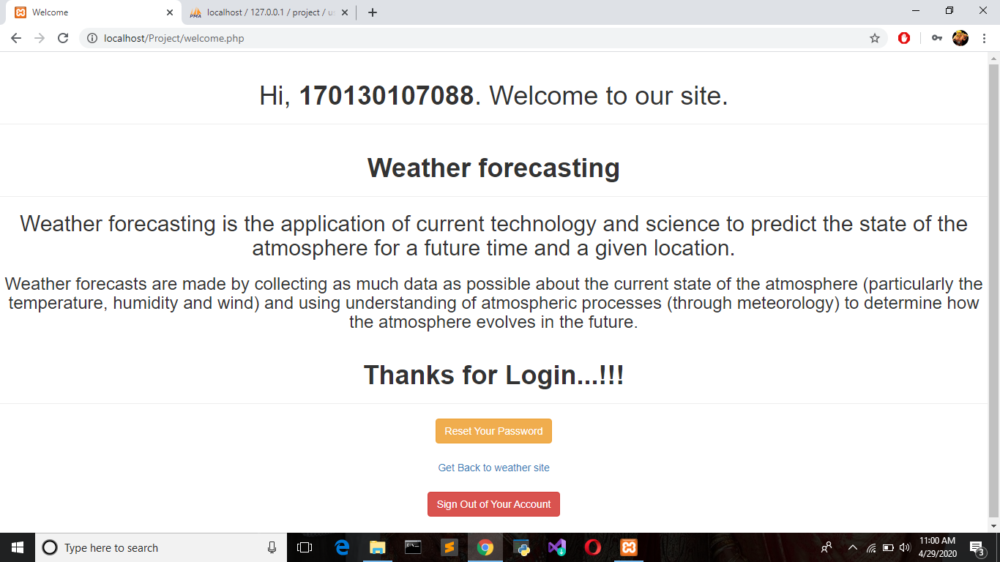 Welcome
localhost / 127.0.0.1 / project / us
localhost/Project/welcome.php
Hi, 170130107088. Welcome to our site.
Weather forecasting
Weather forecasting is the application of current technology and science to predict the state of the
atmosphere for a future time and a given location.
Weather forecasts are made by collecting as much data as possible about the current state of the atmosphere (particularly the
temperature, humidity and wind) and using understanding of atmospheric processes (through meteorology) to determine how
the atmosphere evolves in the future.
Thanks for Login...!!!
Reset Your Password
Get Back to weather site
Sign Out of Your Account
Type here to search
11:00 AM
4/29/2020
3